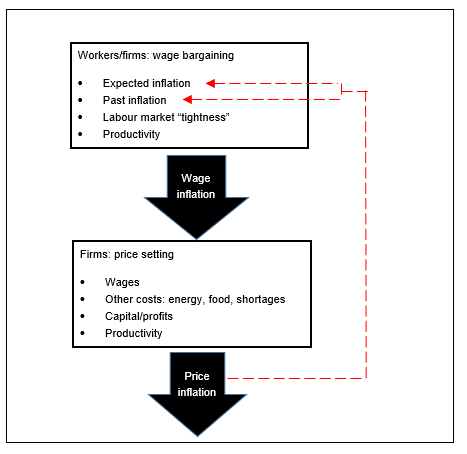 Workers/firms: wage bargaining
• Expected inflation
• Past inflation
• Labour market “tightness”
• Productivity
Wage
inflation
Firms: price setting
• Wages
• Other costs: energy, food, shortages
• Capital/profits
• Productivity
Price
inflation